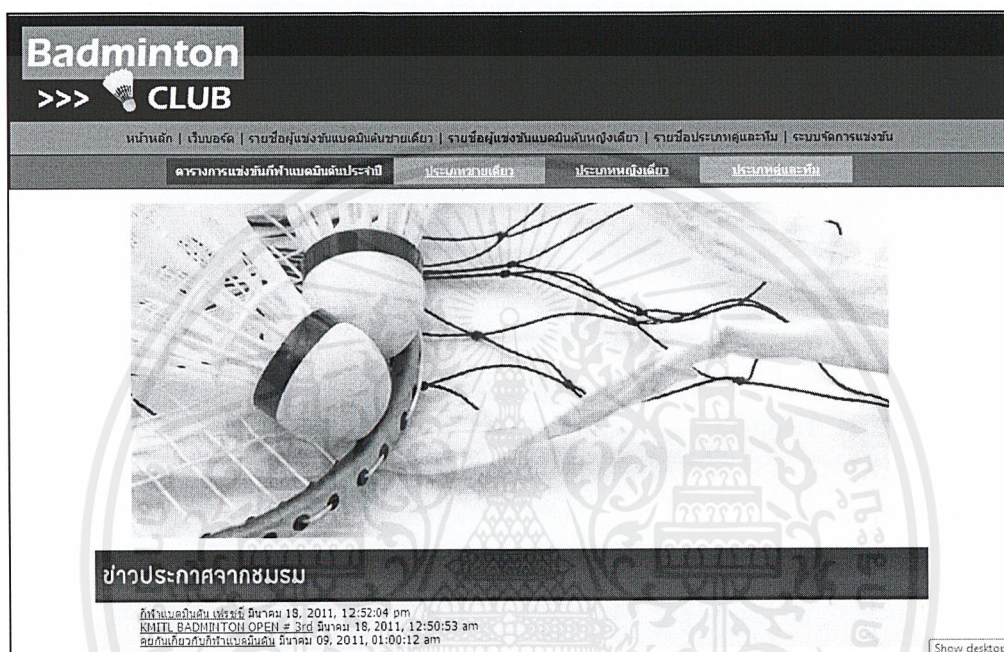 Badminton
>>> CLUB
หน้าหลัก | เว็บบอร์ด | รายชื่อผู้แข่งขันแบดมินตันชายเดียว | รายชื่อผู้แข่งขันแบดมินตันหญิงเดียว | รายชื่อประเภทคู่และทีม | ระบบจัดการแข่งขัน
ตารางการแข่งขันกีฬาแบดมินตันประจำปี ประเภทชายเดียว ประเภทหญิงเดียว ประเภทคู่และทีม
ข่าวประกาศจากชมรม
กีฬาแบดมินตัน เฟรชชี่ มีนาคม 18, 2011, 12:52:04 pm
KMITL BADMINTON OPEN # 3rd มีนาคม 18, 2011, 12:50:53 am
คุยกันเกี่ยวกับกีฬาแบดมินตัน มีนาคม 09, 2011, 01:00:12 am
Show desktop